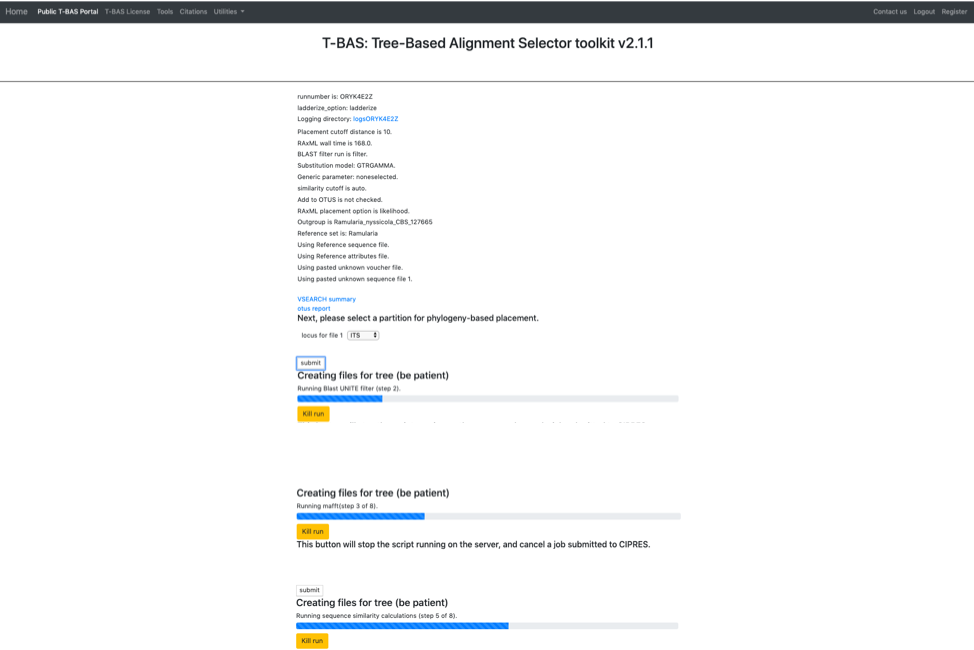 Home Public T-BAS Portal T-BAS License Tools Citations Utilities Contact us Logout Register
T-BAS: Tree-Based Alignment Selector toolkit v2.1.1
runnumber is: ORYK4E2Z
ladderize_option: ladderize
Logging directory: logsORYK4E2Z
Placement cutoff distance is 10.
RAxML wall time is 168.0.
BLAST filter run is filter.
Substitution model: GTRGAMMA.
Generic parameter: noneselected.
similarity cutoff is auto.
Add to OTUS is not checked.
RAxML placement option is likelihood.
Outgroup is Ramularia_nyssicola_CBS_127665
Reference set is: Ramularia
Using Reference sequence file.
Using Reference attributes file.
Using pasted unknown voucher file.
Using pasted unknown sequence file 1.
VSEARCH summary
otus report
Next, please select a partition for phylogeny-based placement.
locus for file 1 ITS
submit
Creating files for tree (be patient)
Running Blast UNITE filter (step 2).
Kill run
Creating files for tree (be patient)
Running mafft(step 3 of 8).
Kill run
This button will stop the script running on the server, and cancel a job submitted to CIPRES.
submit
Creating files for tree (be patient)
Running sequence similarity calculations (step 5 of 8).
Kill run